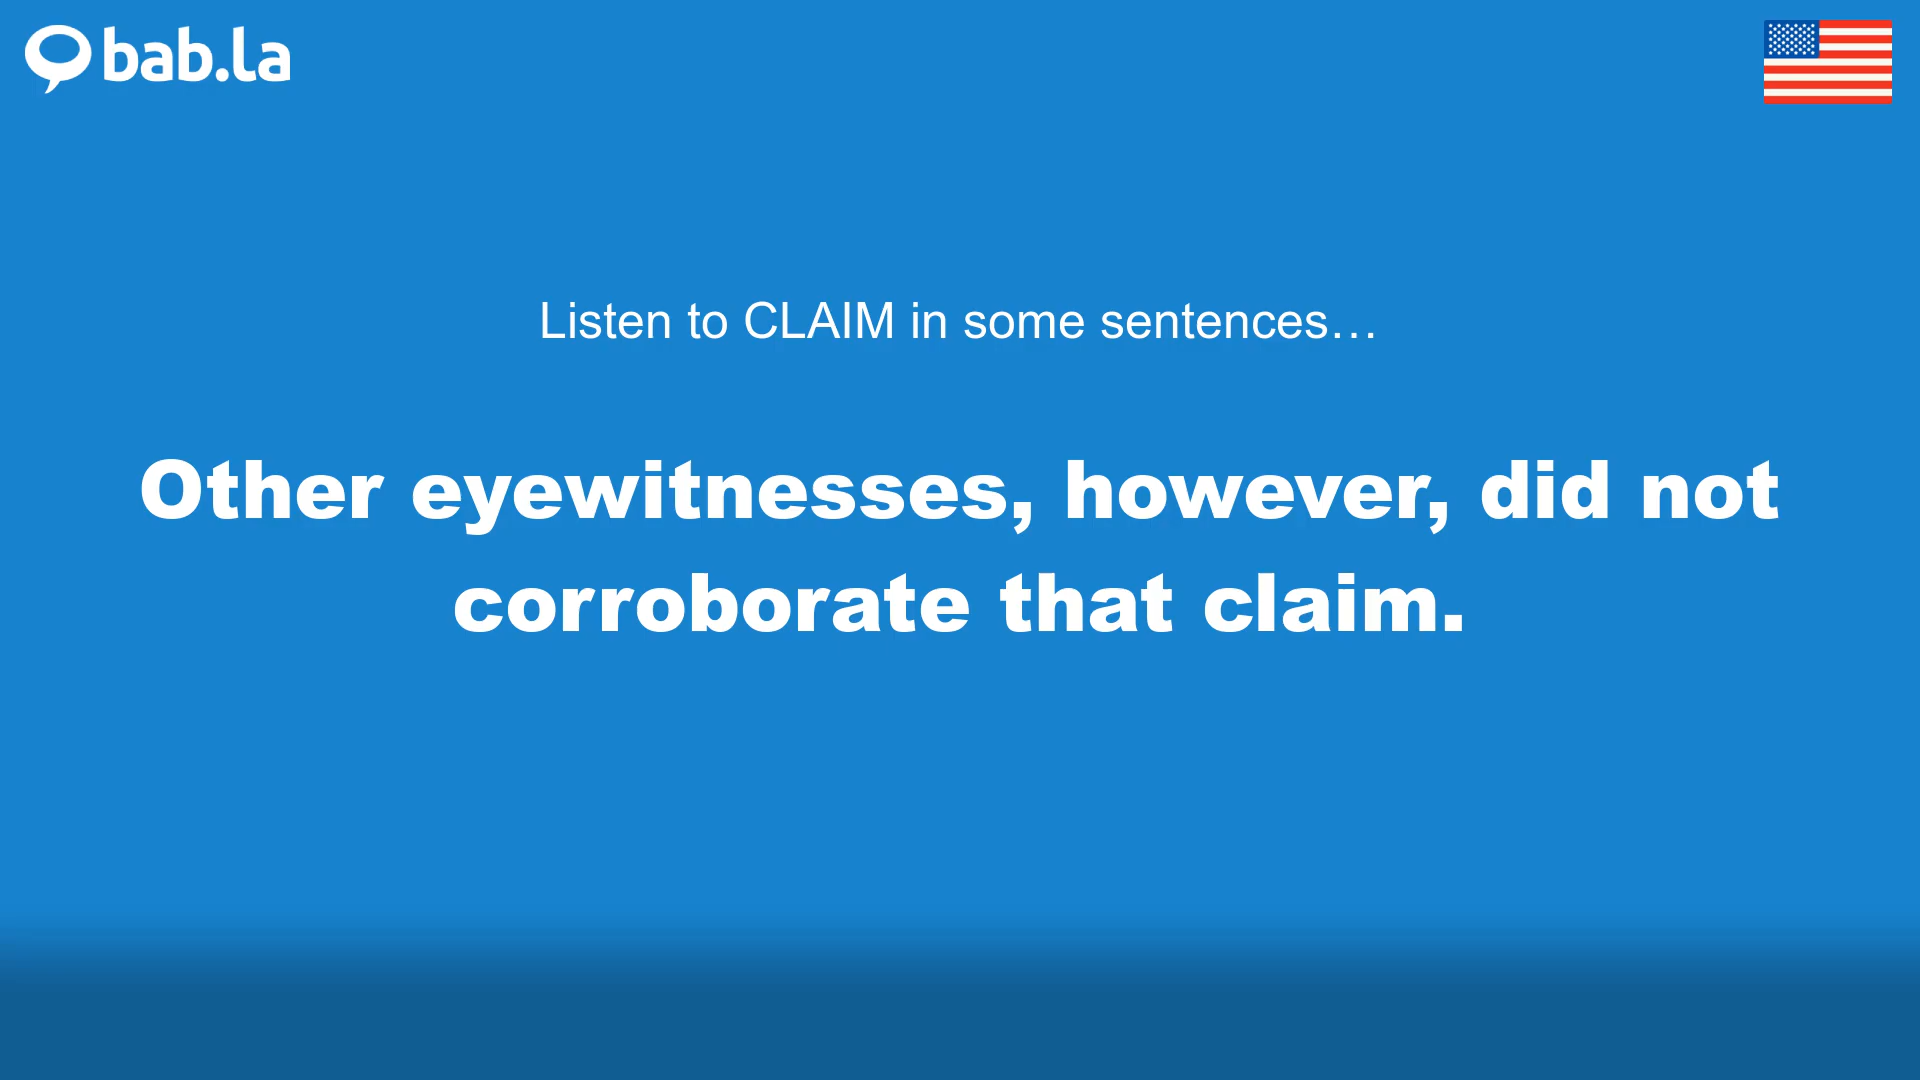 bab.la
Listen to CLAIM in some sentences…
Other eyewitnesses, however, did not
corroborate that claim.